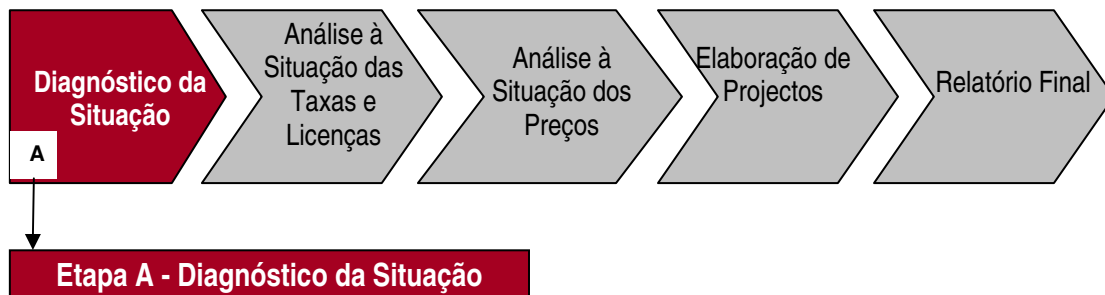 Diagnóstico da
Situação
A
Análise à
Situação das
Taxas e
Licenças
Análise à
Situação dos
Preços
Elaboração de
Projectos
Relatório Final
Etapa A - Diagnóstico da Situação